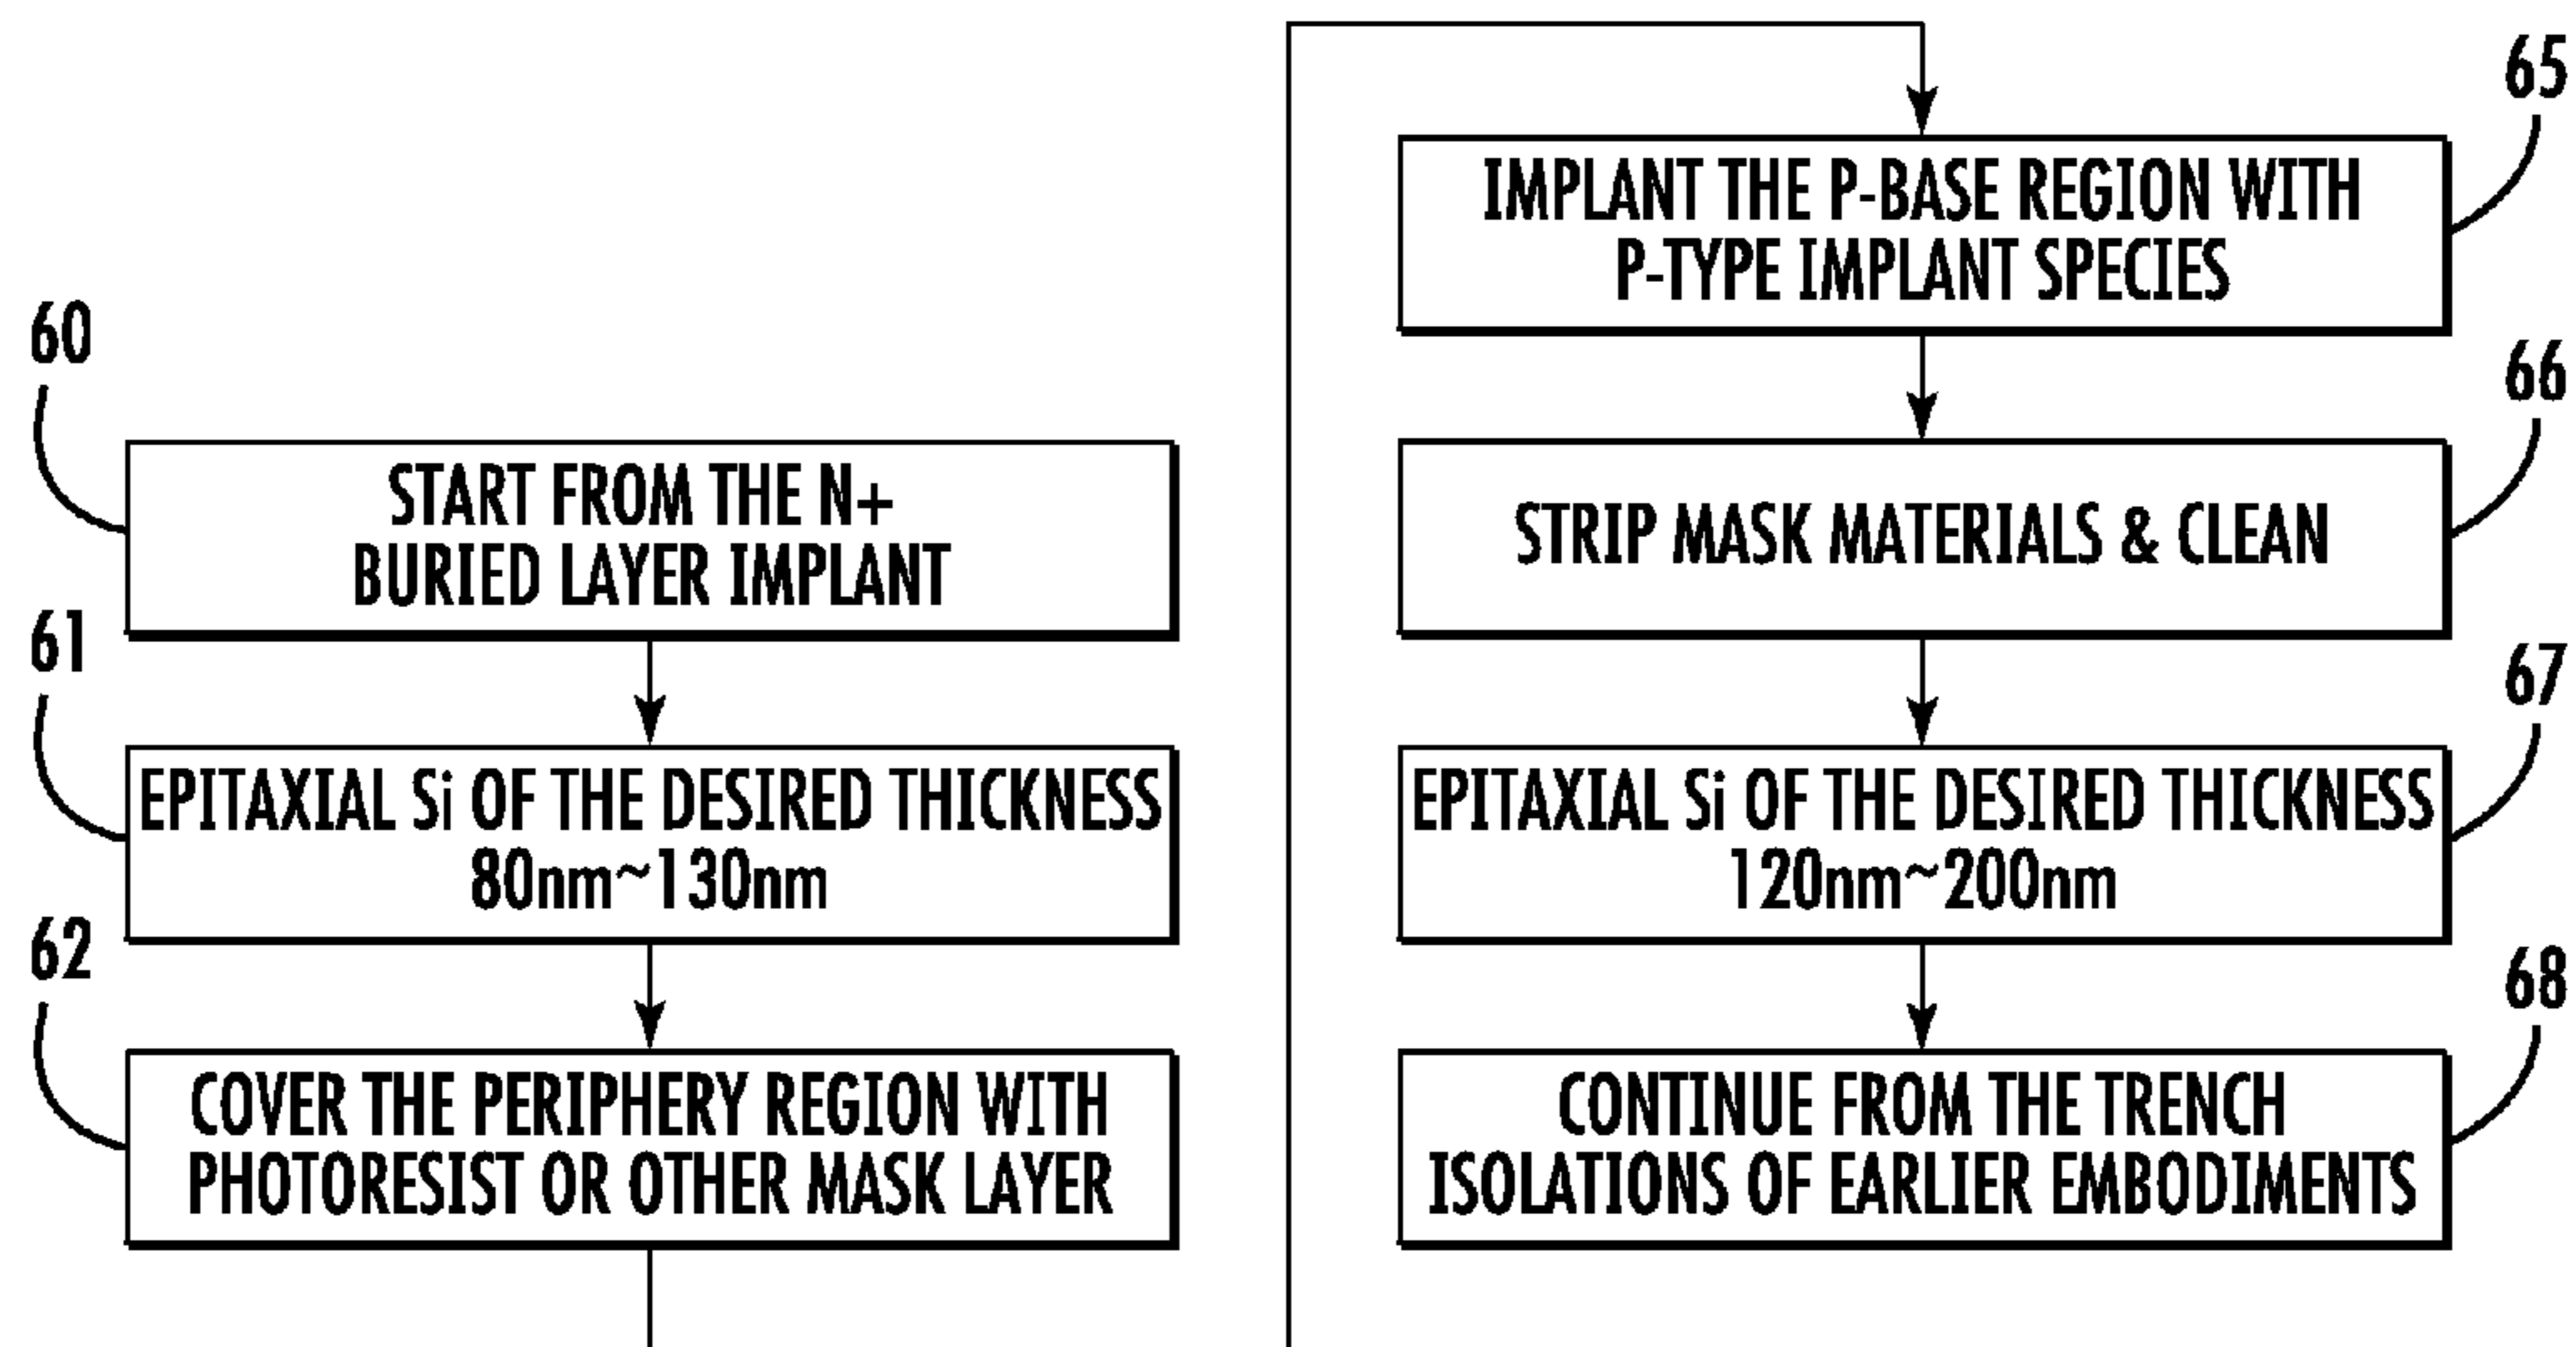 60
START FROM THE N+
BURIED LAYER IMPLANT
61
EPITAXIAL Si OF THE DESIRED THICKNESS
80nm~130nm
62
COVER THE PERIPHERY REGION WITH
PHOTORESIST OR OTHER MASK LAYER
65
IMPLANT THE P-BASE REGION WITH
P-TYPE IMPLANT SPECIES
66
STRIP MASK MATERIALS & CLEAN
67
EPITAXIAL Si OF THE DESIRED THICKNESS
120nm~200nm
68
CONTINUE FROM THE TRENCH
ISOLATIONS OF EARLIER EMBODIMENTS